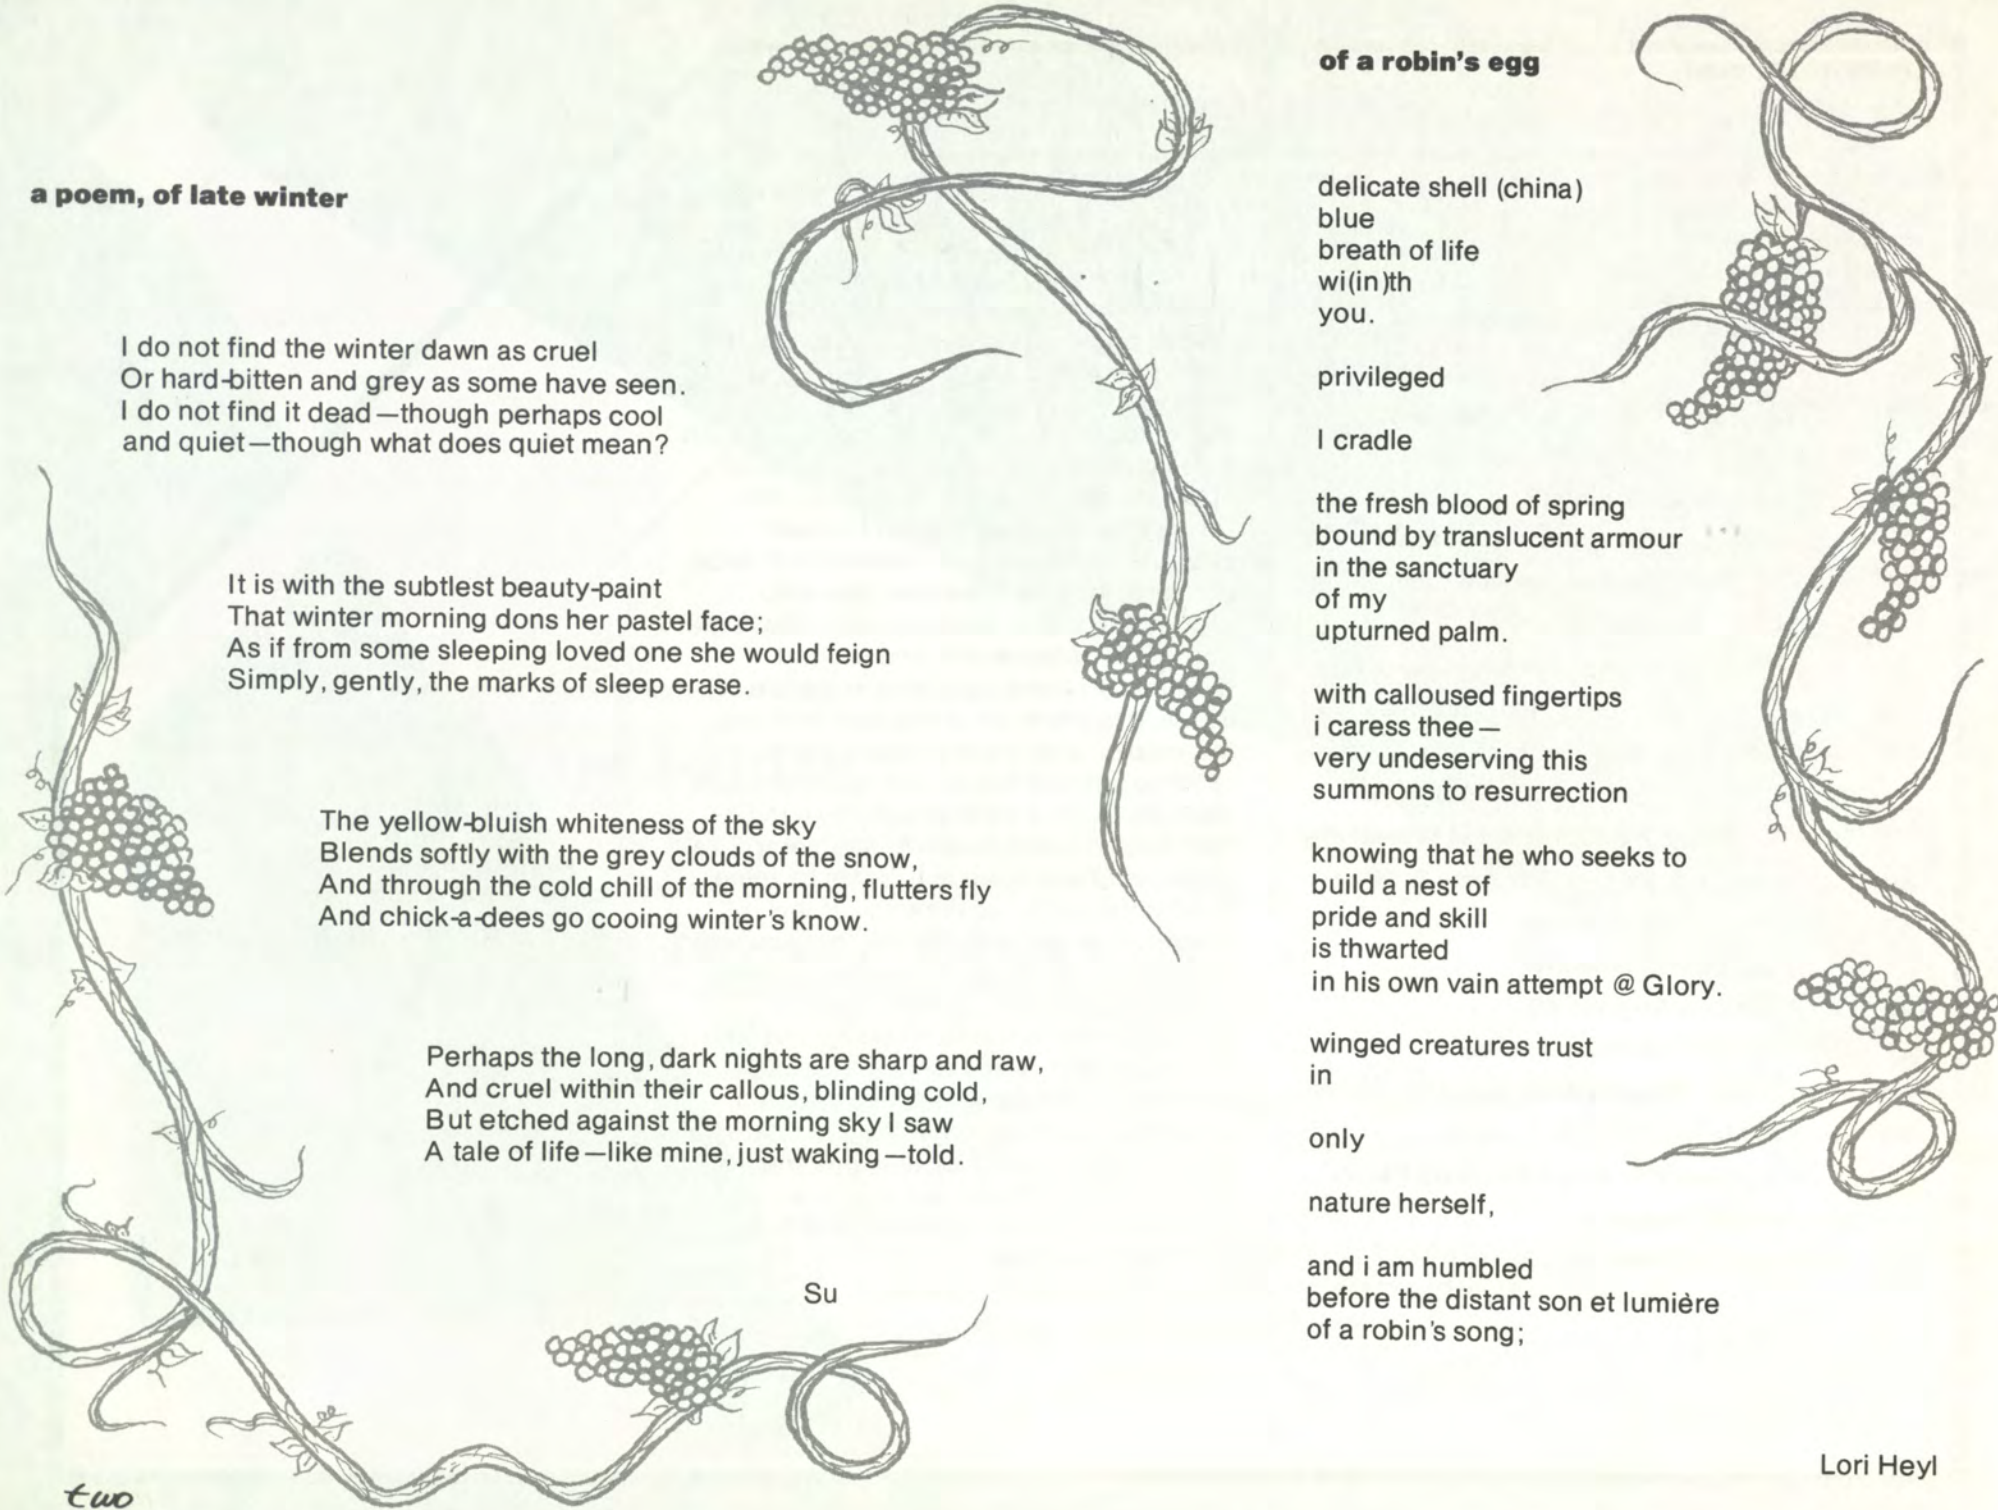 a poem, of late winter
I do not find the winter dawn as cruel
Or hard-bitten and grey as some have seen.
I do not find it dead—though perhaps cool
and quiet—though what does quiet mean?
It is with the subtlest beauty-paint
That winter morning dons her pastel face;
As if from some sleeping loved one she would feign
Simply, gently, the marks of sleep erase.
The yellow-bluish whiteness of the sky
Blends softly with the grey clouds of the snow,
And through the cold chill of the morning, flutters fly
And chick-a-dees go cooing winter's know.
Perhaps the long, dark nights are sharp and raw,
And cruel within their callous, blinding cold,
But etched against the morning sky I saw
A tale of life—like mine, just waking—told.
Su
two
of a robin's egg
delicate shell (china)
blue
breath of life
wi(in)th
you.
privileged
I cradle
the fresh blood of spring
bound by translucent armour
in the sanctuary
of my
upturned palm.
with calloused fingertips
i caress thee—
very undeserving this
summons to resurrection
knowing that he who seeks to
build a nest of
pride and skill
is thwarted
in his own vain attempt @ Glory.
winged creatures trust
in
only
nature herself,
and i am humbled
before the distant son et lumière
of a robin's song;
Lori Heyl